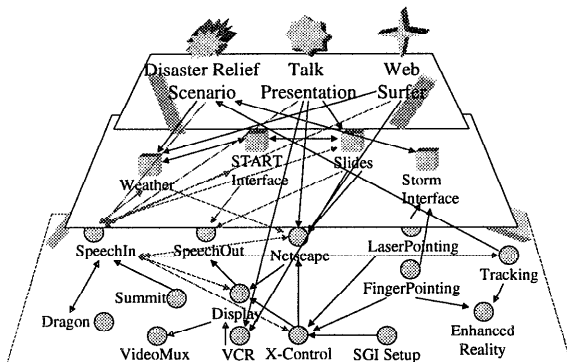 Disaster Relief
Scenario
Talk
Presentation
Web
Surfer
Weather
START
Interface
Slides
Storm
Interface
SpeechIn
SpeechOut
Netscape
LaserPointing
Tracking
FingerPointing
Summit
Dragon
Display
Enhanced
Reality
VideoMux
VCR
X-Control
SGI Setup